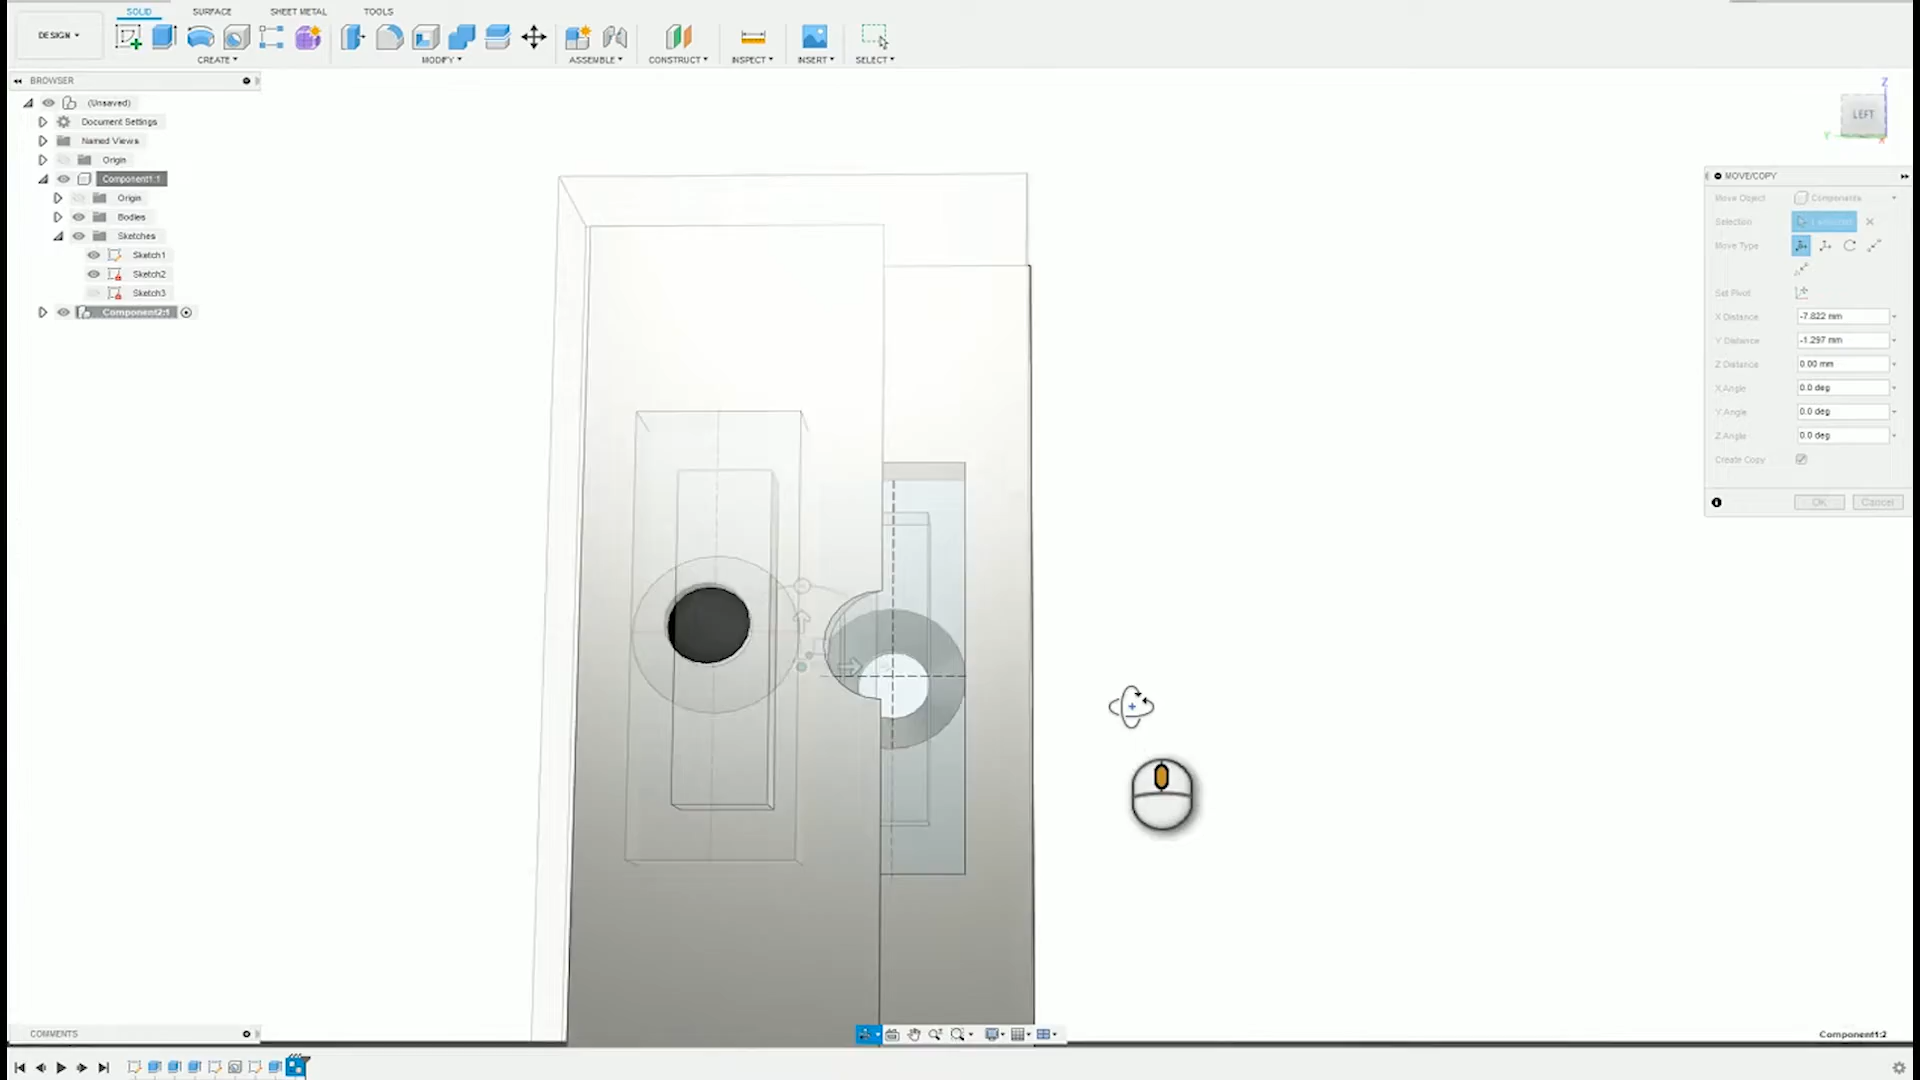 SOLID SURFACE SHEET METAL TOOLS
DESIGN
CREATE MODIFY ASSEMBLE CONSTRUCT INSPECT INSERT SELECT
BROWSER
(Unsaved)
Document Settings
Named Views
Origin
Component1:1
Origin
Bodies
Sketches
Sketch1
Sketch2
Sketch3
Component2:1
Z
LEFT
Y
X
MOVE/COPY
Move Object Components
Selection
Move Type
Set Pivot
X Distance -7.822 mm
Y Distance -1.297 mm
Z Distance 0.00 mm
X Angle 0.0 deg
Y Angle 0.0 deg
Z Angle 0.0 deg
Create Copy
OK Cancel
COMMENTS
Component1:2